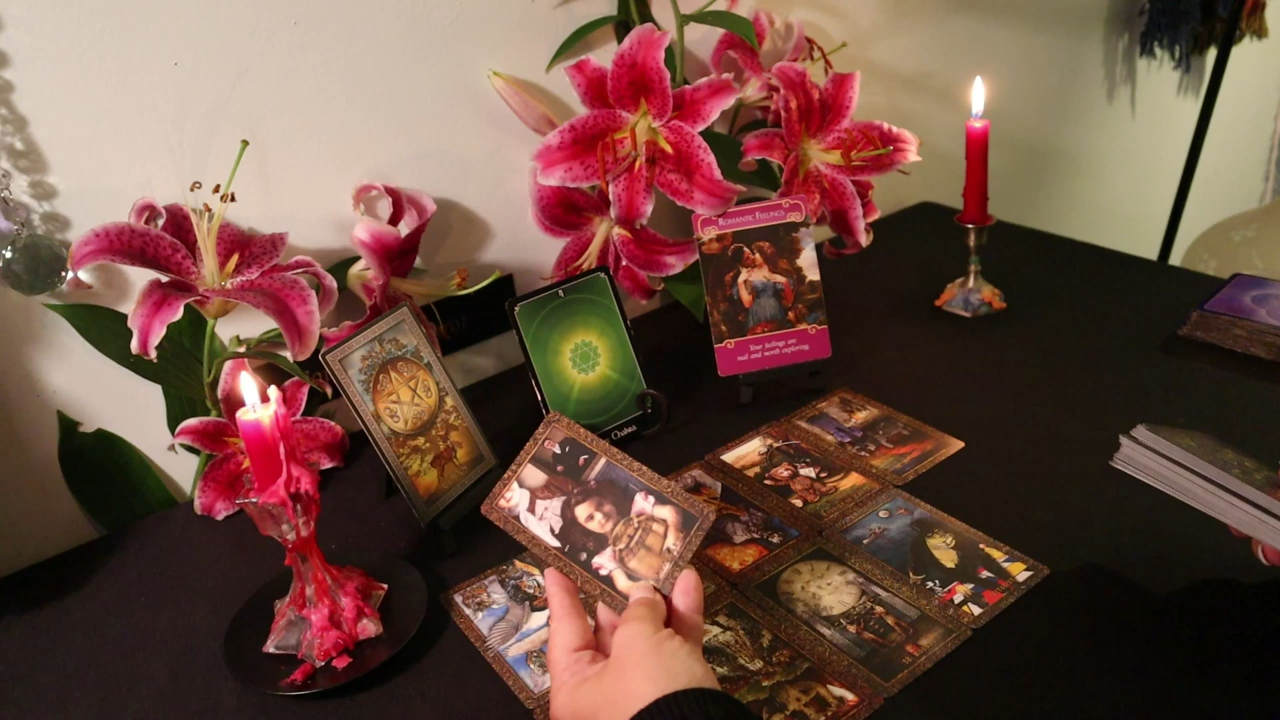 ROMANTIC FEELINGS
Your feelings are
real and worth exploring.
Chakra